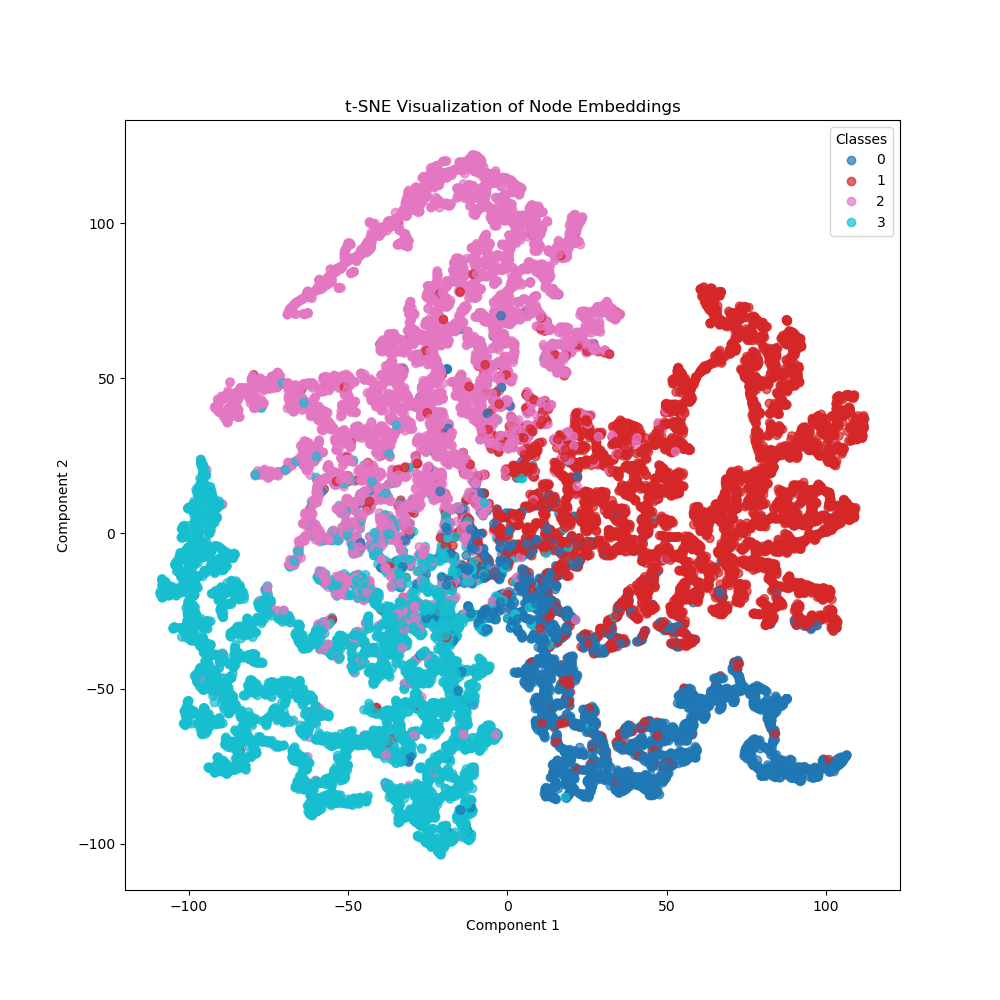 t-SNE Visualization of Node Embeddings
Classes
0
1
2
3
100
50
0
−50
−100
Component 2
−100 −50 0 50 100
Component 1